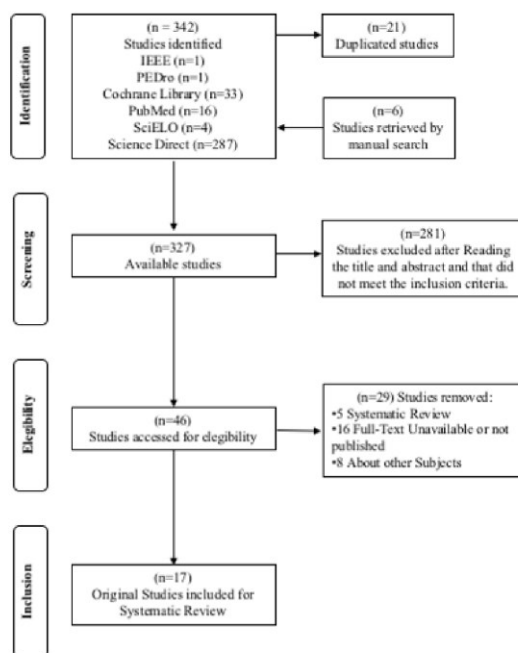 Identification
(n = 342)
Studies identified
IEEE (n=1)
PEDro (n=1)
Cochrane Library (n=33)
PubMed (n=16)
SciELO (n=4)
Science Direct (n=287)
(n=21)
Duplicated studies
(n=6)
Studies retrieved by
manual search
Screening
(n=327)
Available studies
(n=281)
Studies excluded after Reading
the title and abstract and that did
not meet the inclusion criteria.
Elegibility
(n=46)
Studies accessed for elegibility
(n=29) Studies removed:
•5 Systematic Review
•16 Full-Text Unavailable or not
published
•8 About other Subjects
Inclusion
(n=17)
Original Studies included for
Systematic Review